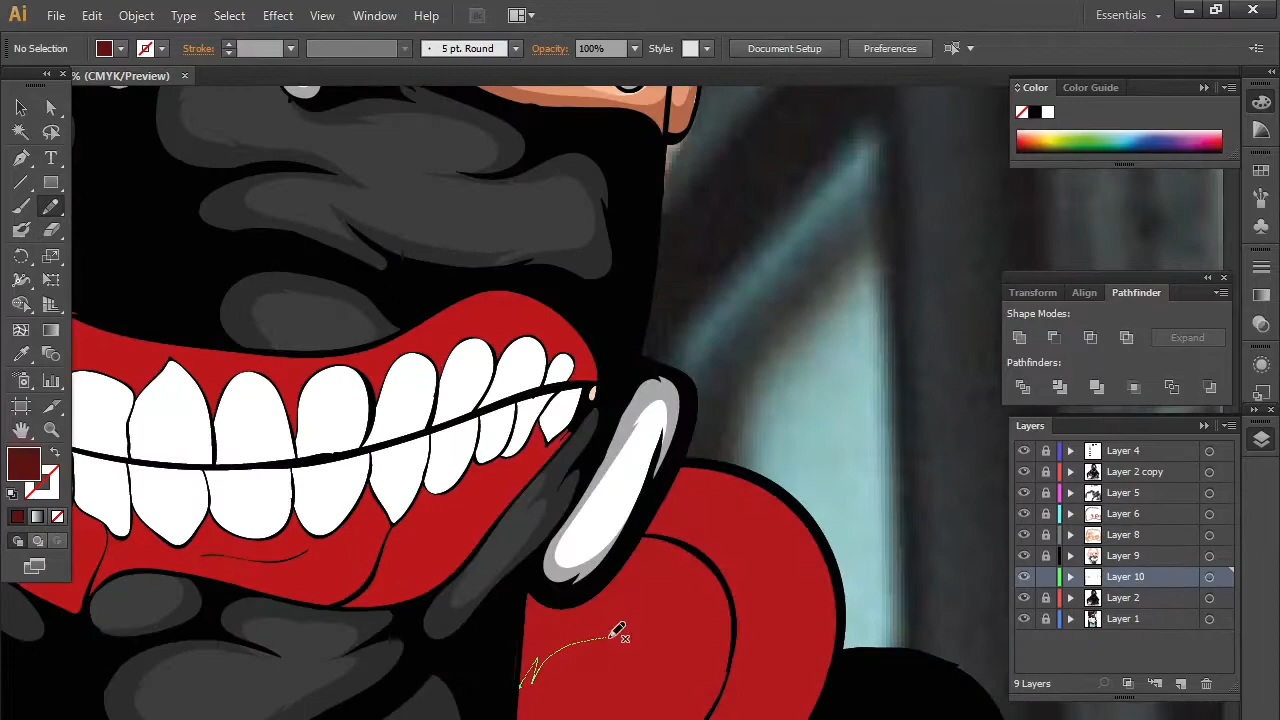 Ai File Edit Object Type Select Effect View Window Help Br Essentials
No Selection Stroke: 5 pt. Round Opacity: 100% Style: Document Setup Preferences
% (CMYK/Preview)
Color Color Guide
Transform Align Pathfinder
Shape Modes:
Expand
Pathfinders:
Layers
Layer 4
Layer 2 copy
Layer 5
Layer 6
Layer 8
Layer 9
Layer 10
Layer 2
Layer 1
9 Layers